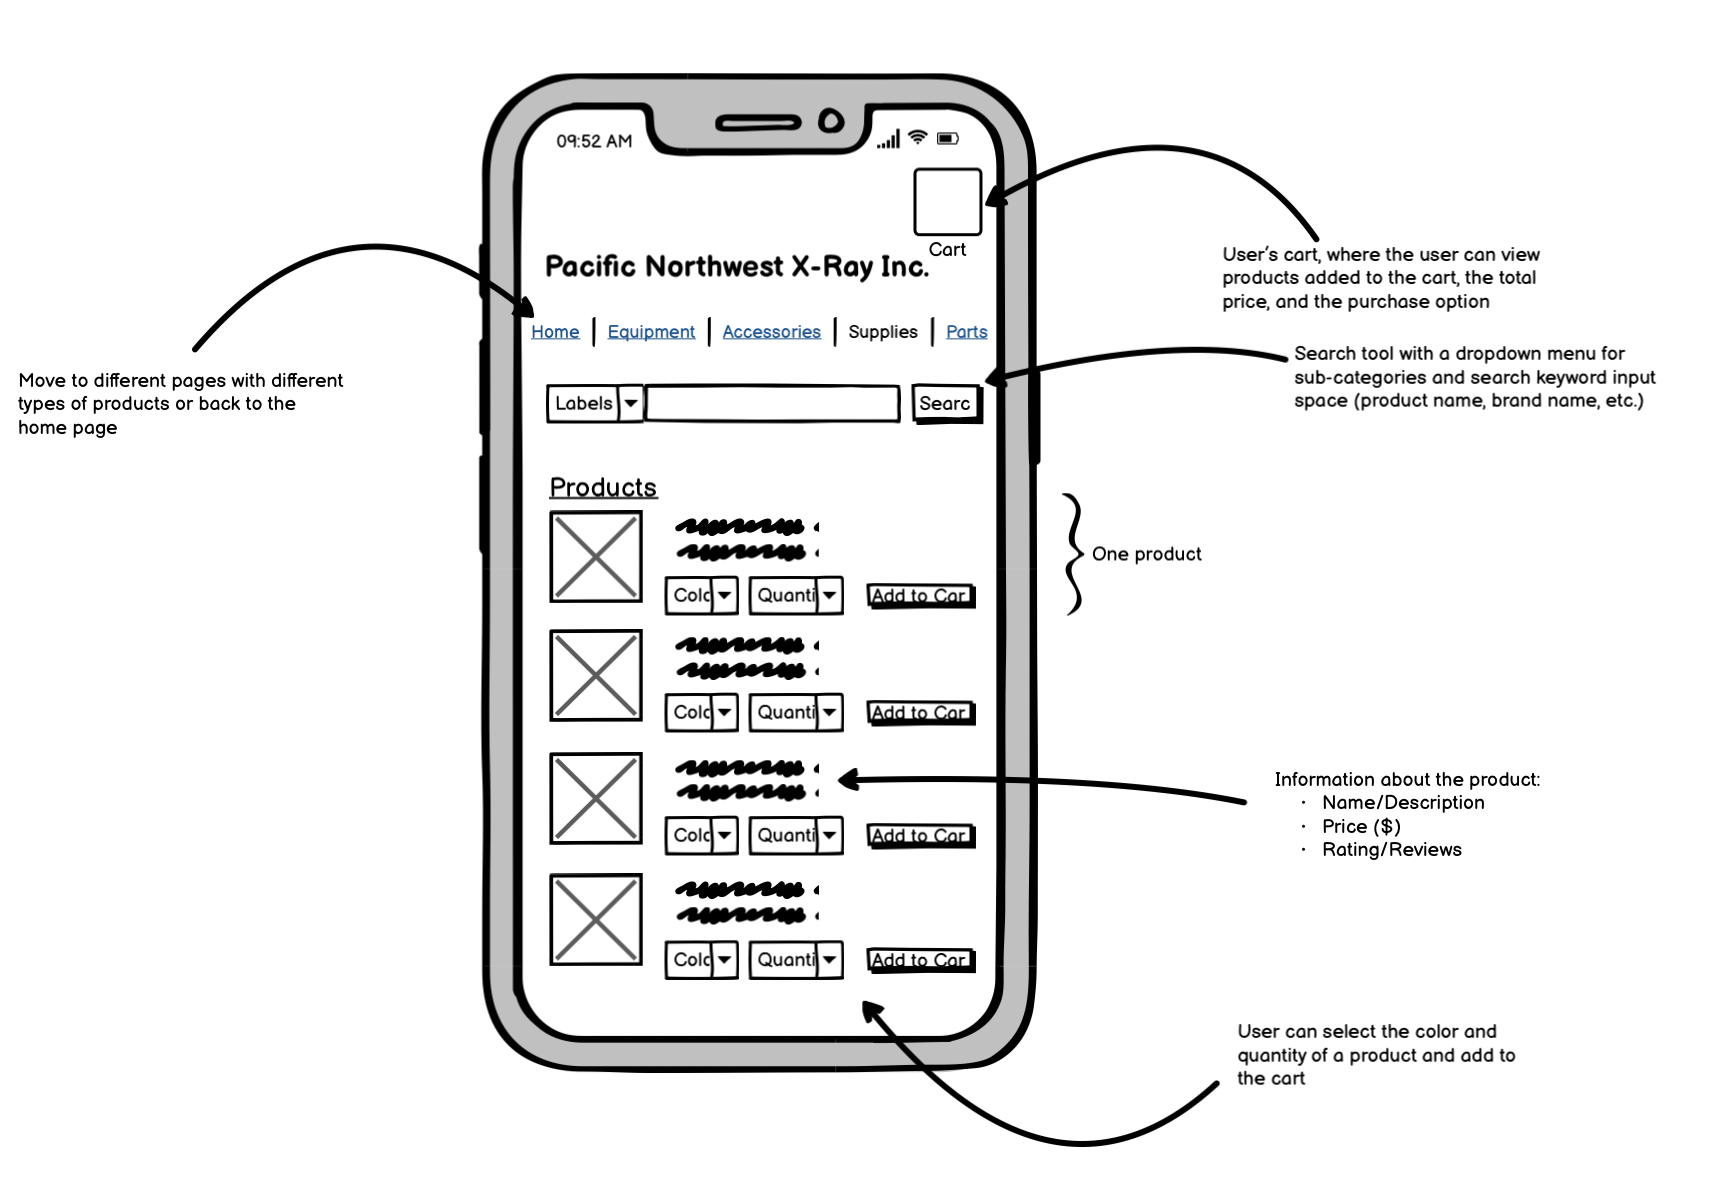 09:52 AM
Cart
Pacific Northwest X-Ray Inc.
Home | Equipment | Accessories | Supplies | Parts
Labels
Searc
Products
Colc Quanti Add to Car
Colc Quanti Add to Car
Colc Quanti Add to Car
Colc Quanti Add to Car
Move to different pages with different
types of products or back to the
home page
User's cart, where the user can view
products added to the cart, the total
price, and the purchase option
Search tool with a dropdown menu for
sub-categories and search keyword input
space (product name, brand name, etc.)
One product
Information about the product:
· Name/Description
· Price ($)
· Rating/Reviews
User can select the color and
quantity of a product and add to
the cart